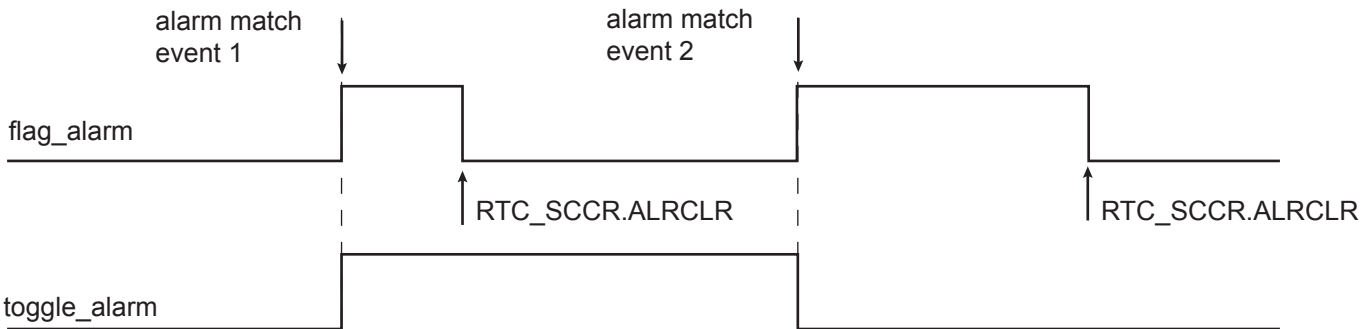 alarm match
event 1
alarm match
event 2
flag_alarm
RTC_SCCR.ALRCLR
RTC_SCCR.ALRCLR
toggle_alarm